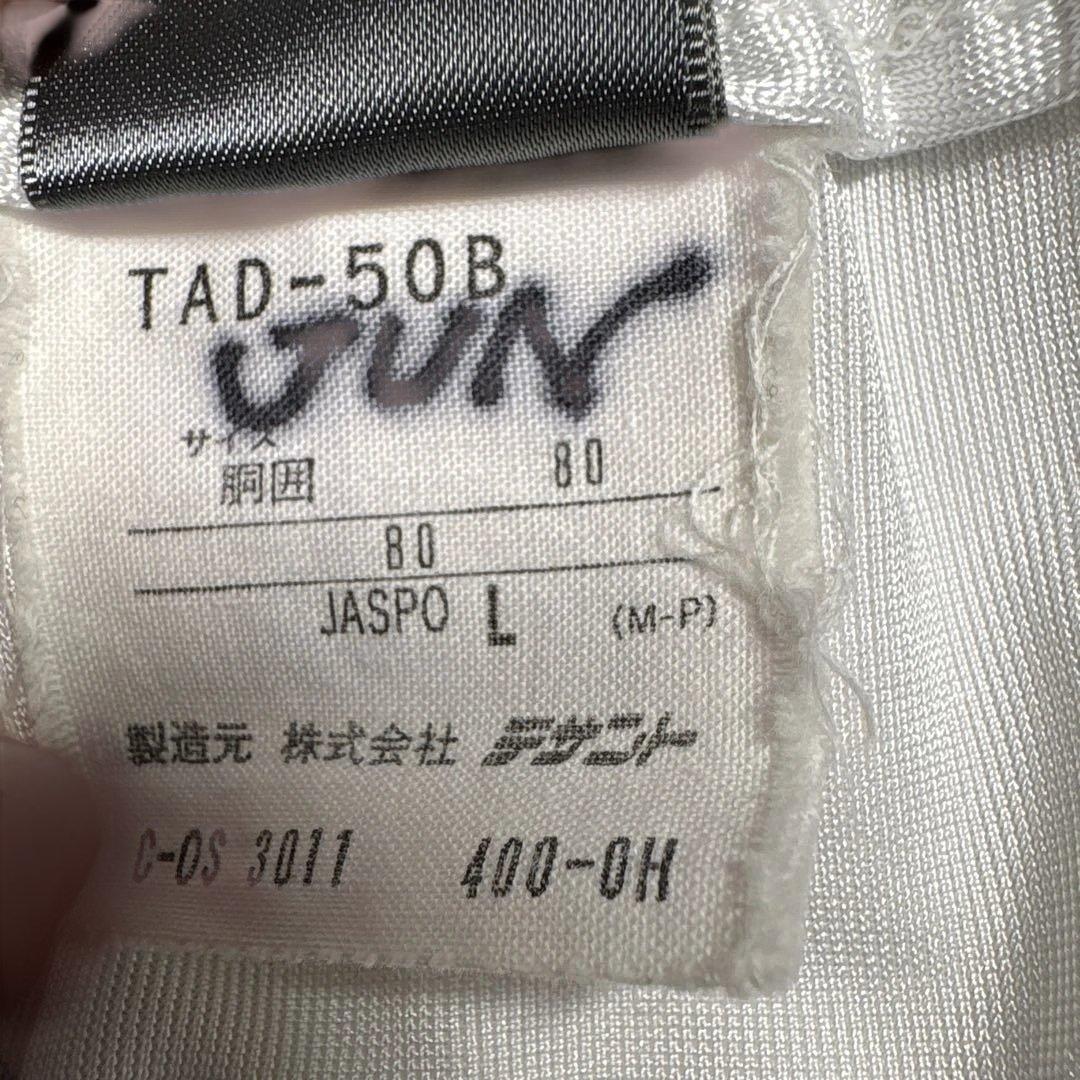 TAD-50B
JUN
サイズ
胴囲 80
80
JASPO L (M-P)
製造元 株式会社 デサント
C-OS 3011 400-OH